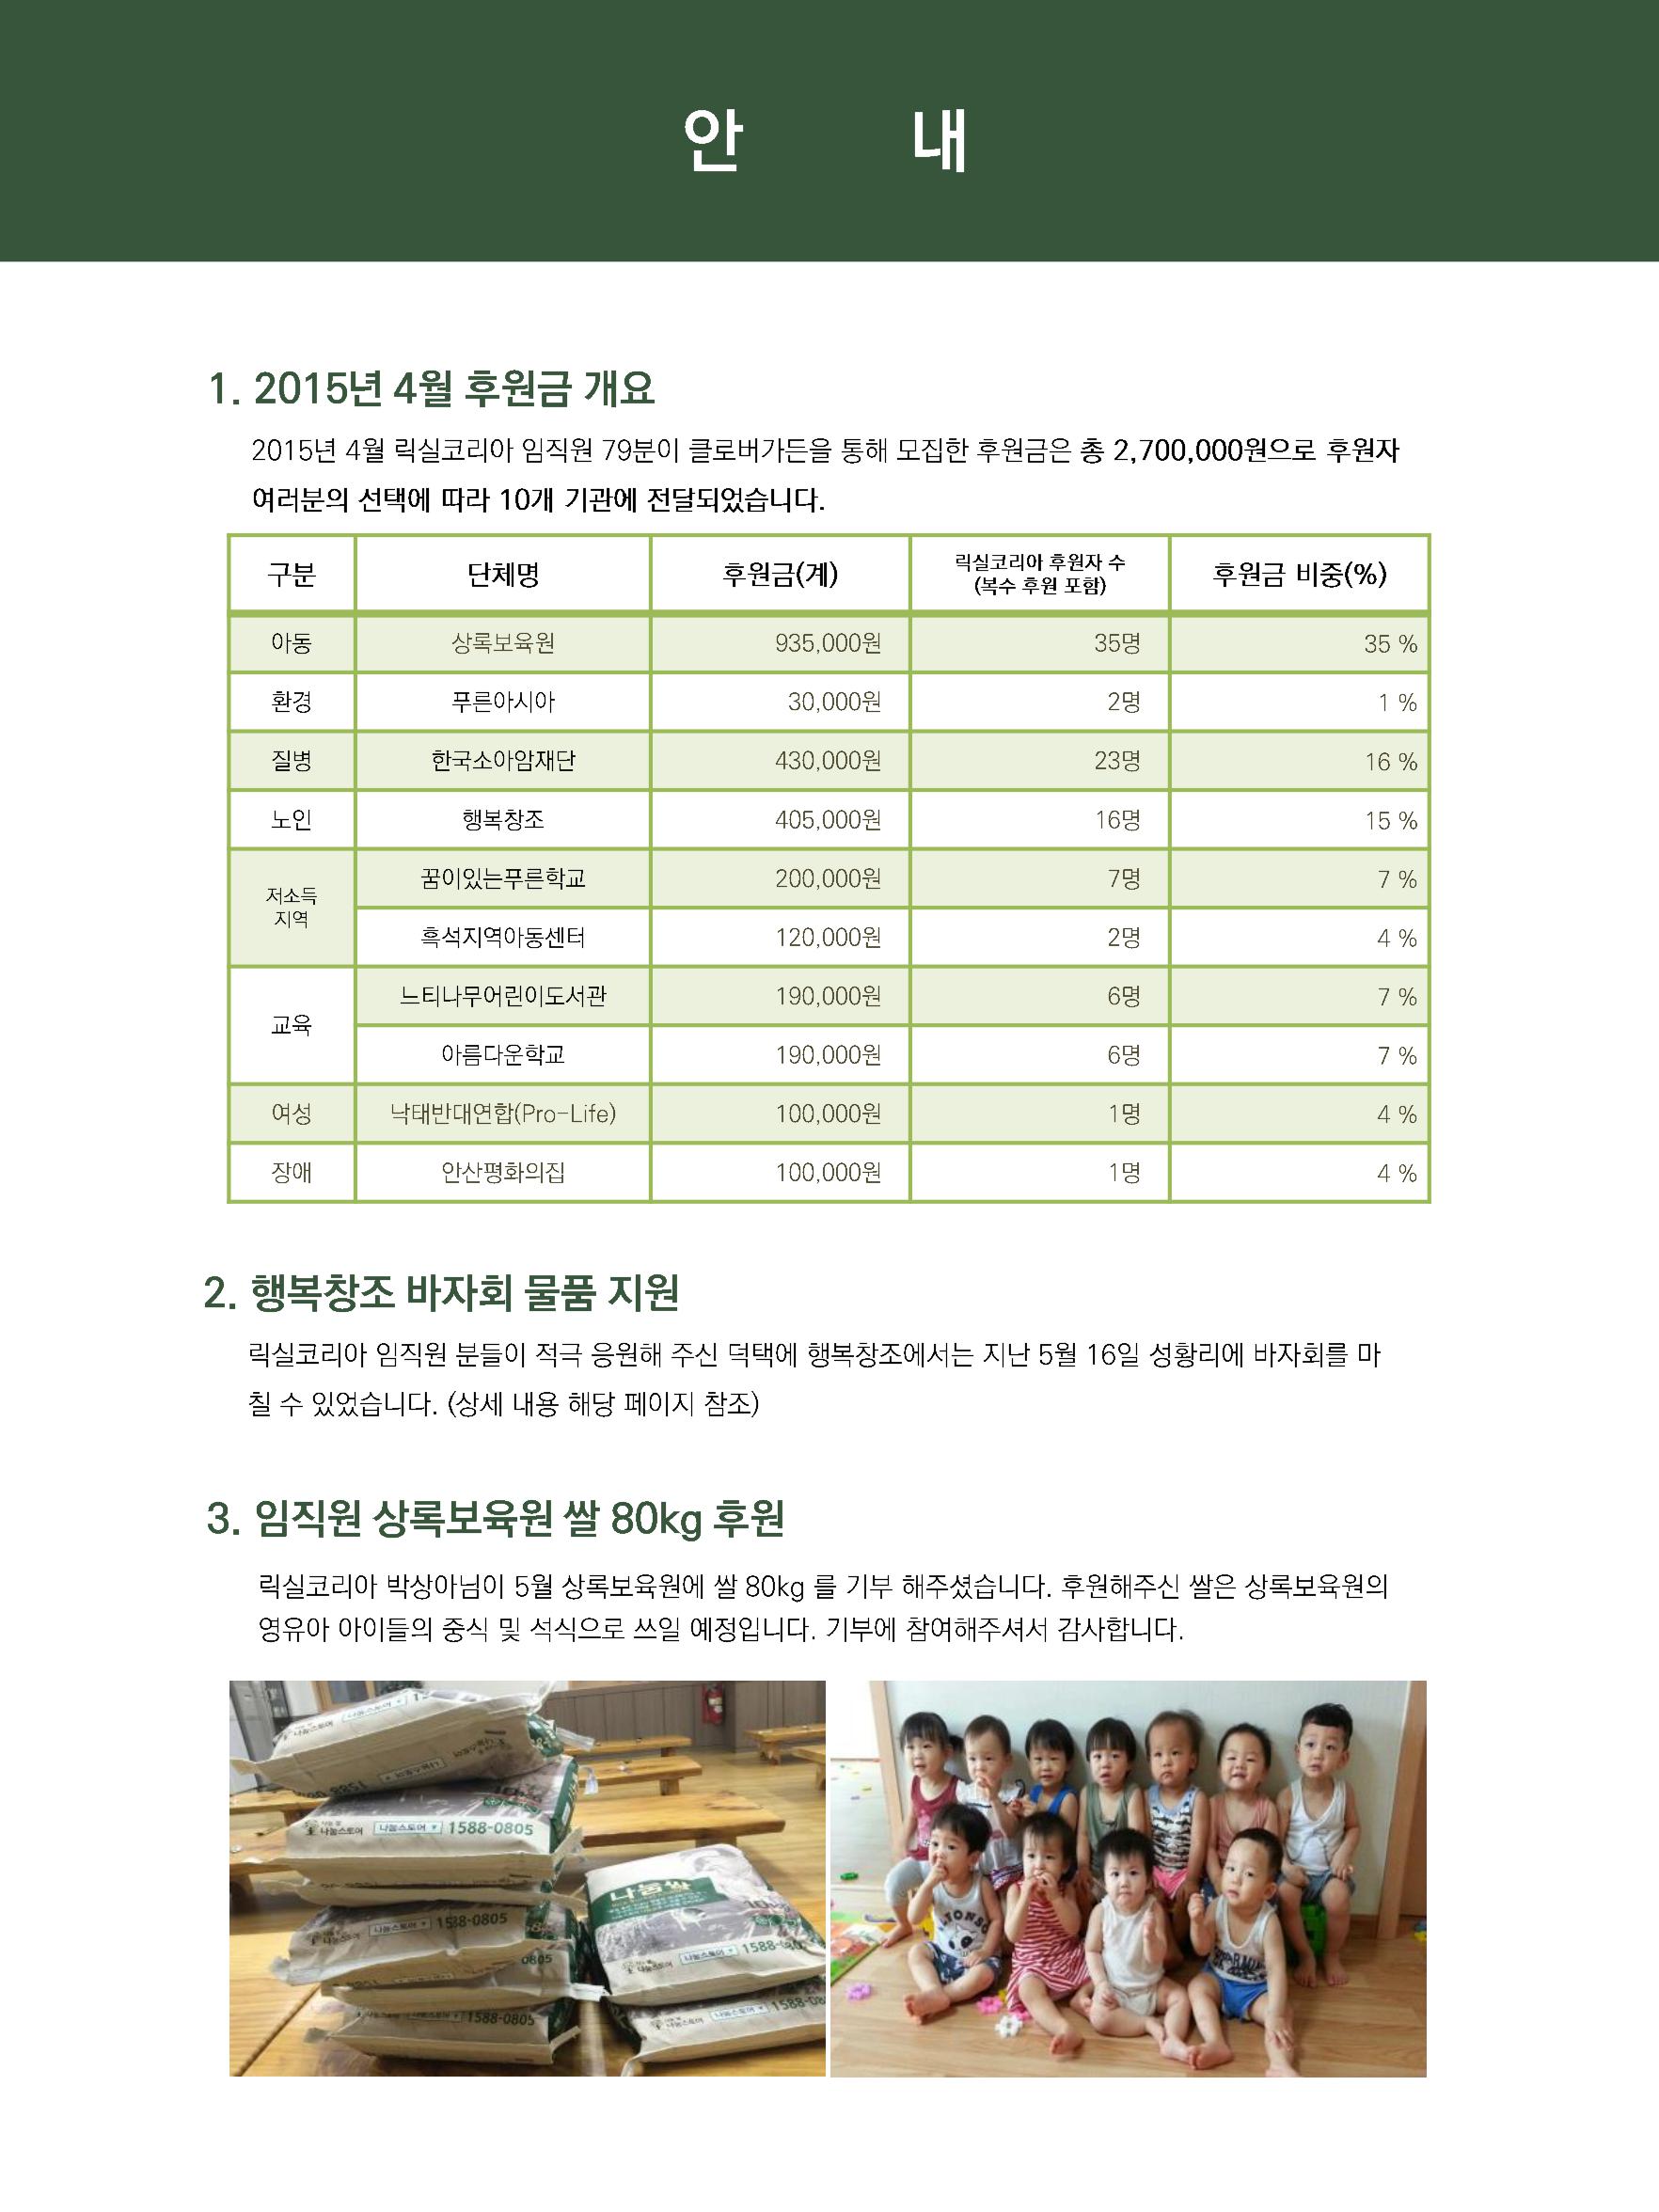 안 내
1. 2015년 4월 후원금 개요
2015년 4월 릭실코리아 임직원 79분이 클로버가든을 통해 모집한 후원금은 총 2,700,000원으로 후원자
여러분의 선택에 따라 10개 기관에 전달되었습니다.
구분 단체명 후원금(계) 릭실코리아 후원자 수 (복수 후원 포함) 후원금 비중(%)
아동 상록보육원 935,000원 35명 35 %
환경 푸른아시아 30,000원 2명 1 %
질병 한국소아암재단 430,000원 23명 16 %
노인 행복창조 405,000원 16명 15 %
저소득 지역 꿈이있는푸른학교 200,000원 7명 7 %
흑석지역아동센터 120,000원 2명 4 %
교육 느티나무어린이도서관 190,000원 6명 7 %
아름다운학교 190,000원 6명 7 %
여성 낙태반대연합(Pro-Life) 100,000원 1명 4 %
장애 안산평화의집 100,000원 1명 4 %
2. 행복창조 바자회 물품 지원
릭실코리아 임직원 분들이 적극 응원해 주신 덕택에 행복창조에서는 지난 5월 16일 성황리에 바자회를 마
칠 수 있었습니다. (상세 내용 해당 페이지 참조)
3. 임직원 상록보육원 쌀 80kg 후원
릭실코리아 박상아님이 5월 상록보육원에 쌀 80kg 를 기부 해주셨습니다. 후원해주신 쌀은 상록보육원의
영유아 아이들의 중식 및 석식으로 쓰일 예정입니다. 기부에 참여해주셔서 감사합니다.
나눔스토어 나눔스토어 1588-0805
나눔스토어 1588-0805
0805
나눔스토어 1588-0805
나눔쌀
나눔스토어 나눔스토어 1588-
나눔스토어 나눔스토어 1588-08